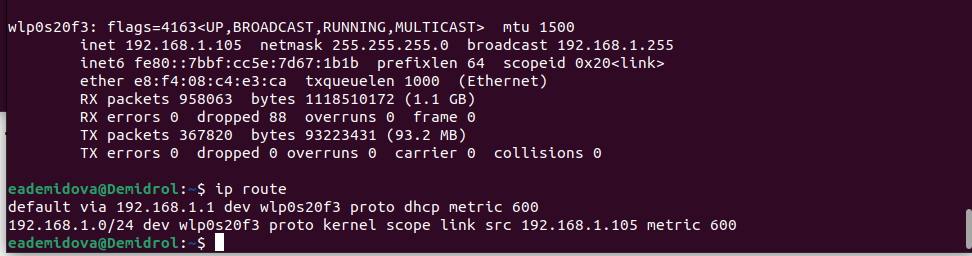 wlp0s20f3: flags=4163<UP,BROADCAST,RUNNING,MULTICAST>  mtu 1500
        inet 192.168.1.105  netmask 255.255.255.0  broadcast 192.168.1.255
        inet6 fe80::7bbf:cc5e:7d67:1b1b  prefixlen 64  scopeid 0x20<link>
        ether e8:f4:08:c4:e3:ca  txqueuelen 1000  (Ethernet)
        RX packets 958063  bytes 1118510172 (1.1 GB)
        RX errors 0  dropped 88  overruns 0  frame 0
        TX packets 367820  bytes 93223431 (93.2 MB)
        TX errors 0  dropped 0 overruns 0  carrier 0  collisions 0
eademidova@Demidrol:~$ ip route
default via 192.168.1.1 dev wlp0s20f3 proto dhcp metric 600
192.168.1.0/24 dev wlp0s20f3 proto kernel scope link src 192.168.1.105 metric 600
eademidova@Demidrol:~$